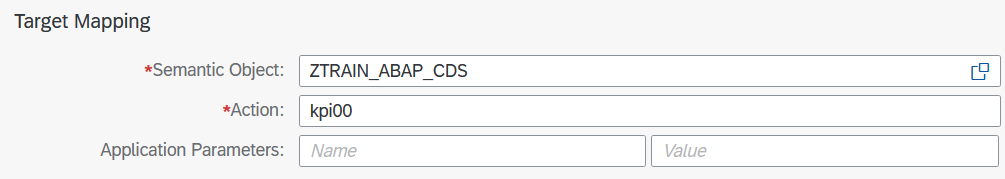 Target Mapping
*Semantic Object: ZTRAIN_ABAP_CDS
*Action: kpi00
Application Parameters: Name Value